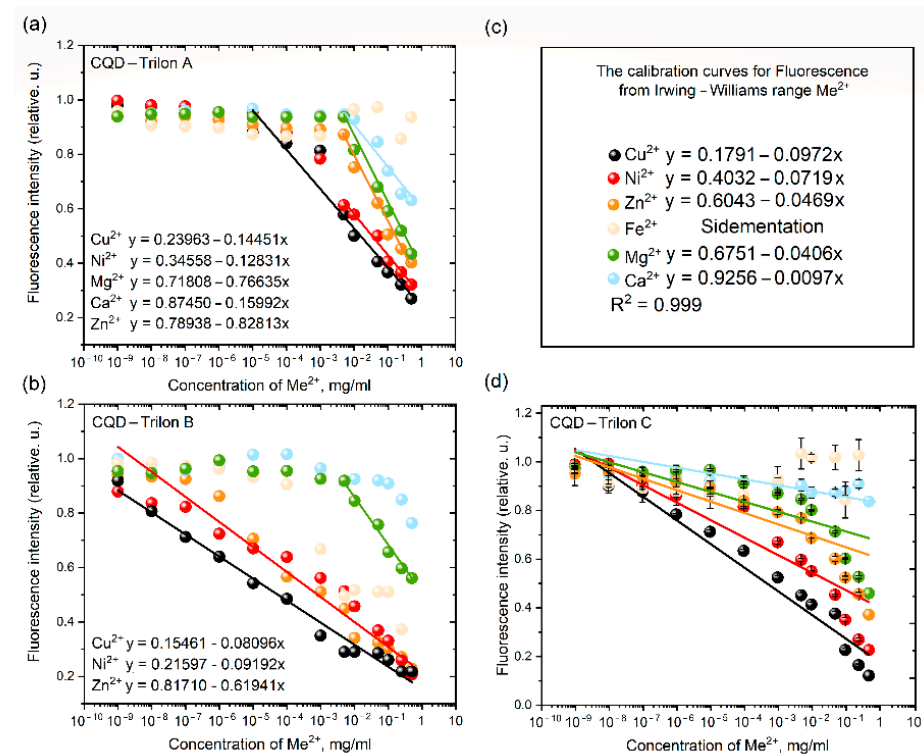 (a)
CQD – Trilon A
1.2
1.0
0.8
0.6
0.4
0.2
Fluorescence intensity (relative. u.)
Cu²⁺ y = 0.23963 – 0.14451x
Ni²⁺ y = 0.34558 – 0.12831x
Mg²⁺ y = 0.71808 – 0.76635x
Ca²⁺ y = 0.87450 – 0.15992x
Zn²⁺ y = 0.78938 – 0.82813x
10⁻¹⁰ 10⁻⁹ 10⁻⁸ 10⁻⁷ 10⁻⁶ 10⁻⁵ 10⁻⁴ 10⁻³ 10⁻² 10⁻¹ 1 10
Concentration of Me²⁺, mg/ml
(c)
The calibration curves for Fluorescence
from Irwing – Williams range Me²⁺
Cu²⁺ y = 0.1791 – 0.0972x
Ni²⁺ y = 0.4032 – 0.0719x
Zn²⁺ y = 0.6043 – 0.0469x
Fe²⁺
Sidementation
Mg²⁺ y = 0.6751 – 0.0406x
Ca²⁺ y = 0.9256 – 0.0097x
R² = 0.999
(b)
CQD – Trilon B
1.2
1.0
0.8
0.6
0.4
0.2
Fluorescence intensity (relative. u.)
Cu²⁺ y = 0.15461 – 0.08096x
Ni²⁺ y = 0.21597 – 0.09192x
Zn²⁺ y = 0.81710 – 0.61941x
10⁻¹⁰ 10⁻⁹ 10⁻⁸ 10⁻⁷ 10⁻⁶ 10⁻⁵ 10⁻⁴ 10⁻³ 10⁻² 10⁻¹ 1 10
Concentration of Me²⁺, mg/ml
(d)
CQD – Trilon C
1.2
1.0
0.8
0.6
0.4
0.2
0.0
Fluorescence intensity (relative. u.)
10⁻¹⁰ 10⁻⁹ 10⁻⁸ 10⁻⁷ 10⁻⁶ 10⁻⁵ 10⁻⁴ 10⁻³ 10⁻² 10⁻¹ 1 10
Concentration of Me²⁺, mg/ml